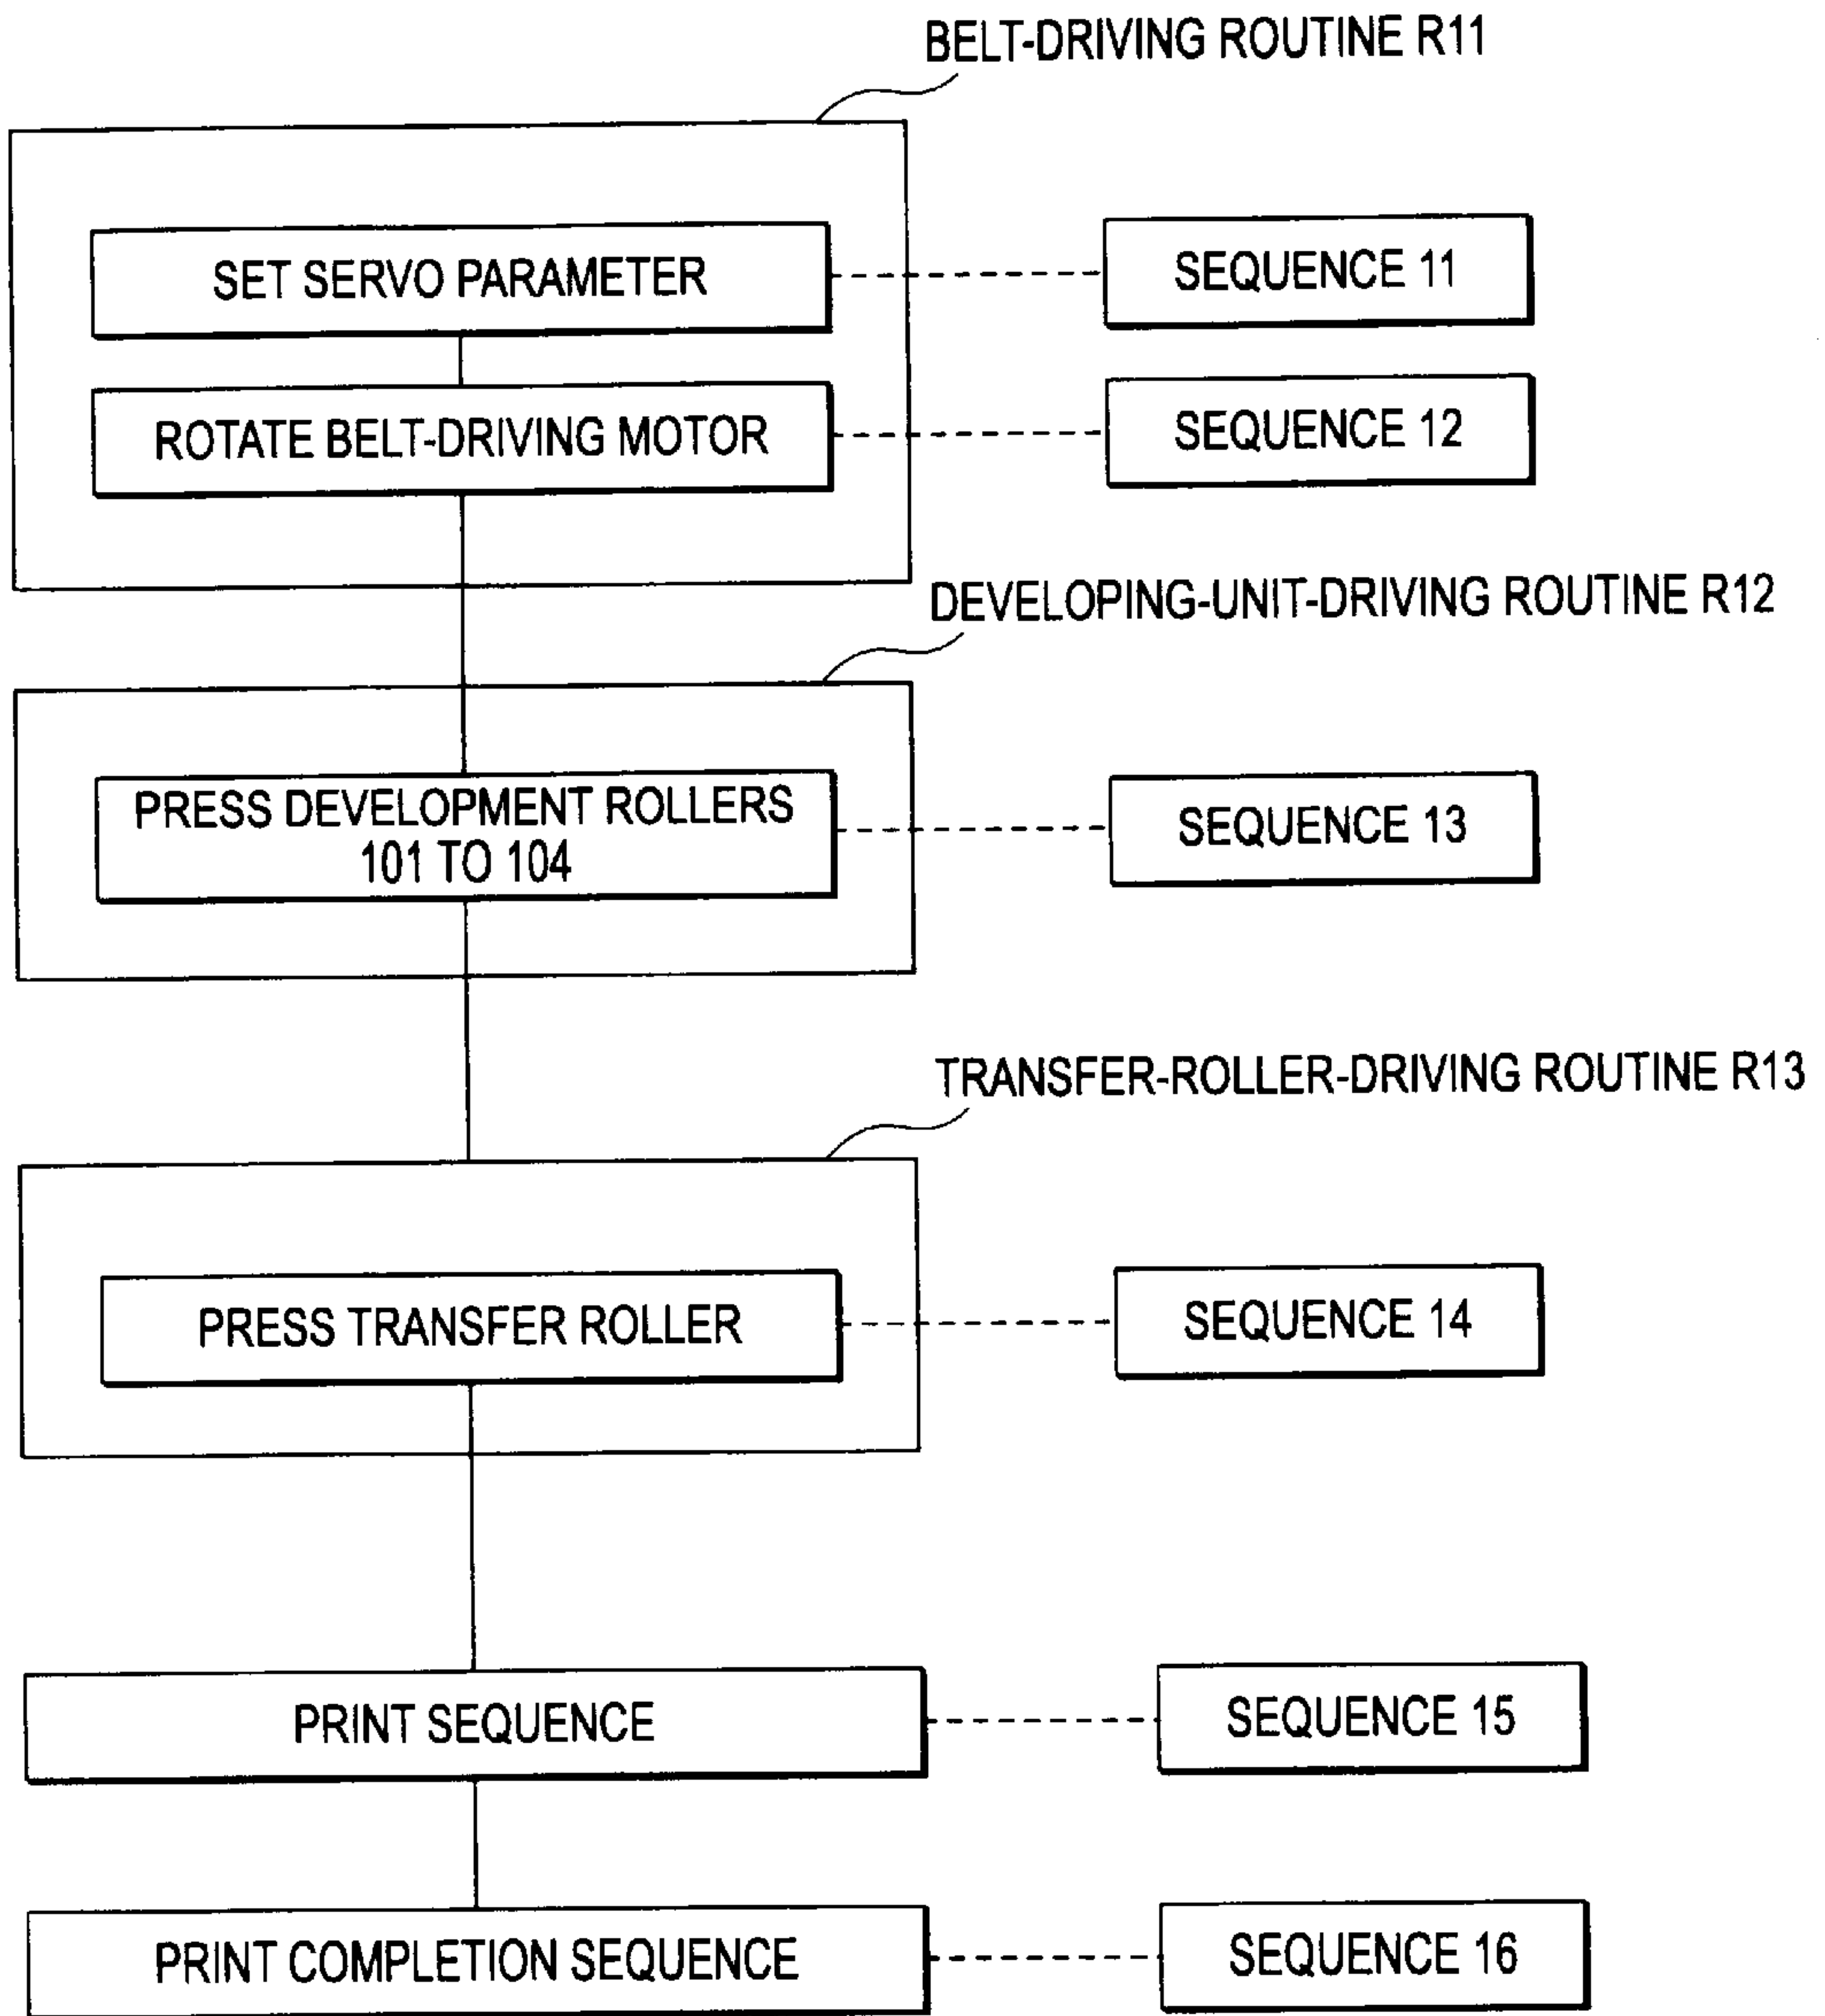 BELT-DRIVING ROUTINE R11
SET SERVO PARAMETER
SEQUENCE 11
ROTATE BELT-DRIVING MOTOR
SEQUENCE 12
DEVELOPING-UNIT-DRIVING ROUTINE R12
PRESS DEVELOPMENT ROLLERS
101 TO 104
SEQUENCE 13
TRANSFER-ROLLER-DRIVING ROUTINE R13
PRESS TRANSFER ROLLER
SEQUENCE 14
PRINT SEQUENCE
SEQUENCE 15
PRINT COMPLETION SEQUENCE
SEQUENCE 16